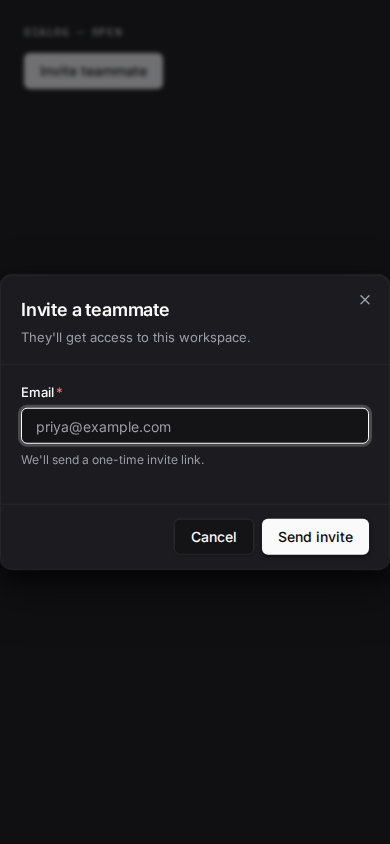 DIALOG — OPEN
Invite teammate
Invite a teammate
They'll get access to this workspace.
Email *
priya@example.com
We'll send a one-time invite link.
Cancel
Send invite